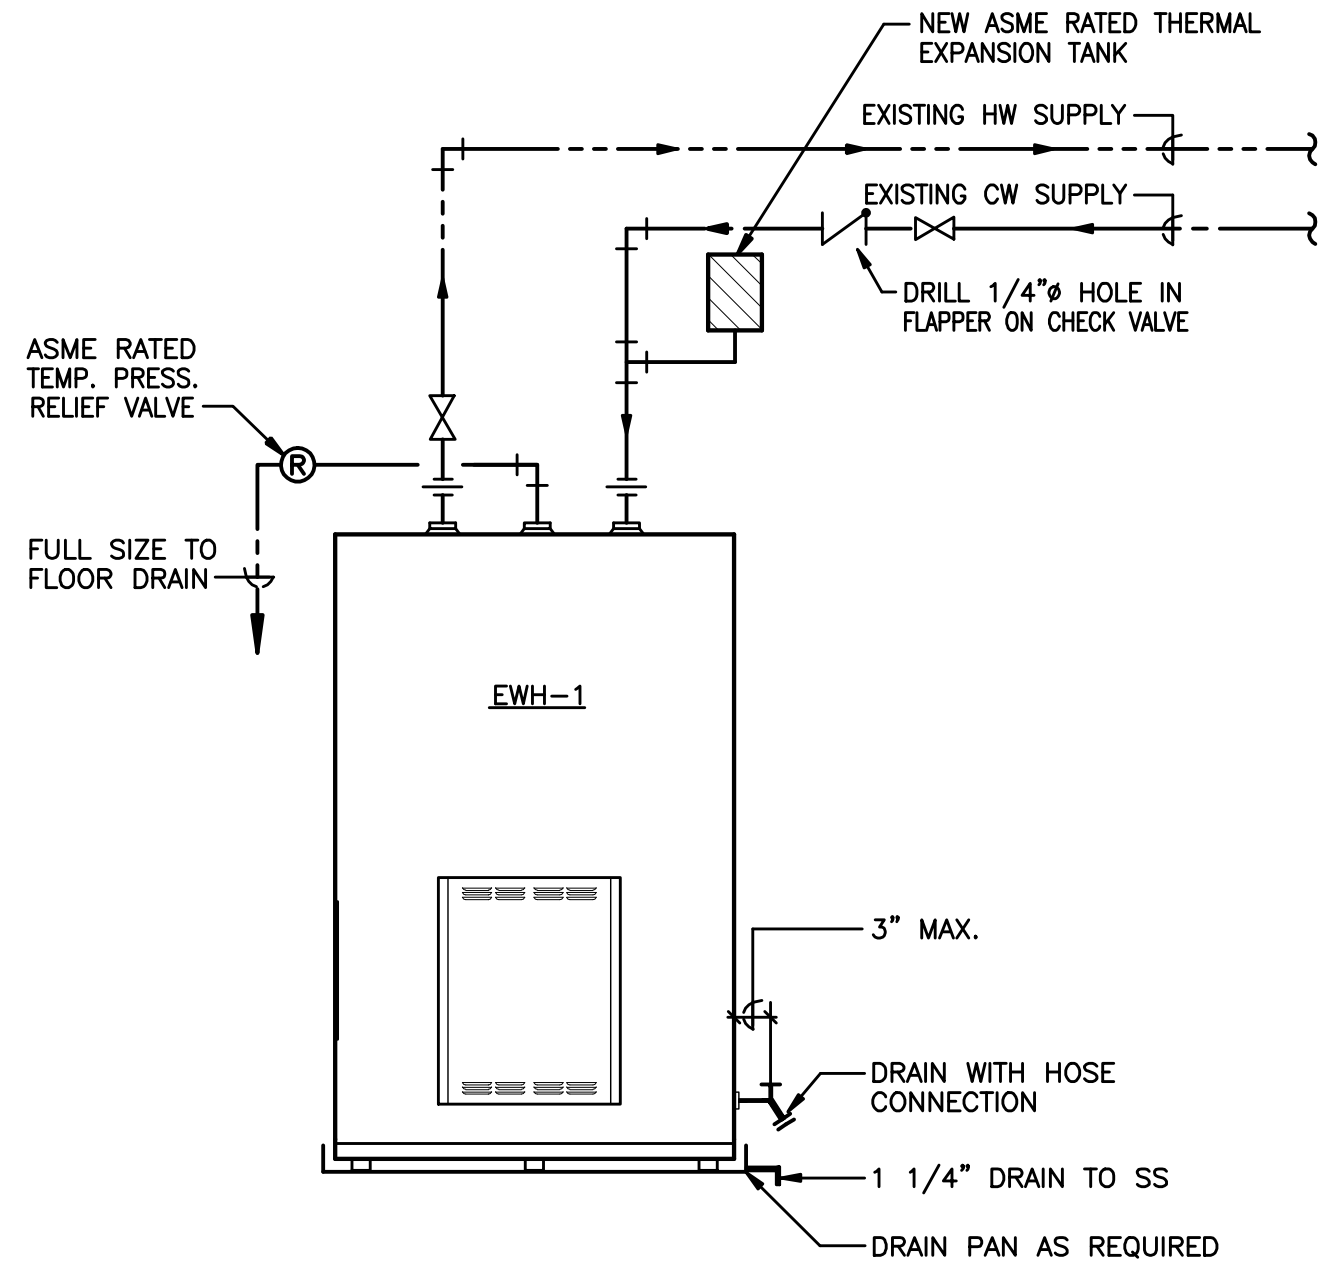 NEW ASME RATED THERMAL
EXPANSION TANK
EXISTING HW SUPPLY
EXISTING CW SUPPLY
DRILL 1/4"ø HOLE IN
FLAPPER ON CHECK VALVE
ASME RATED
TEMP. PRESS.
RELIEF VALVE
R
FULL SIZE TO
FLOOR DRAIN
EWH-1
3" MAX.
DRAIN WITH HOSE
CONNECTION
1 1/4" DRAIN TO SS
DRAIN PAN AS REQUIRED